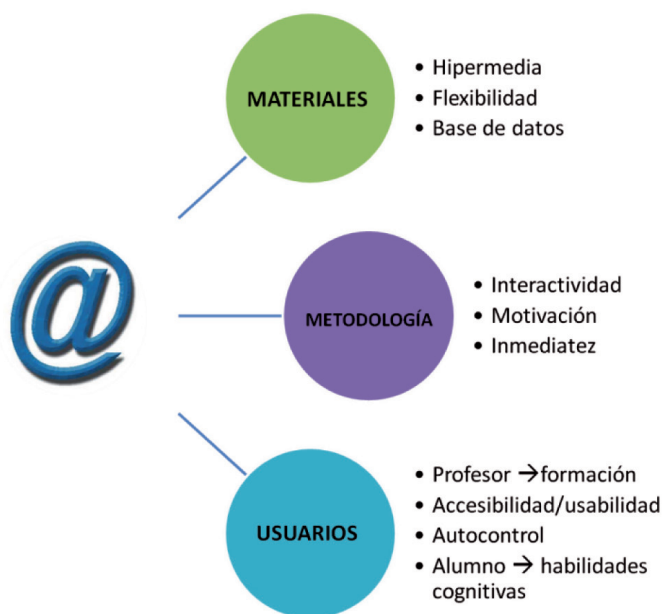 MATERIALES
• Hipermedia
• Flexibilidad
• Base de datos
@
METODOLOGÍA
• Interactividad
• Motivación
• Inmediatez
USUARIOS
• Profesor →formación
• Accesibilidad/usabilidad
• Autocontrol
• Alumno → habilidades
cognitivas